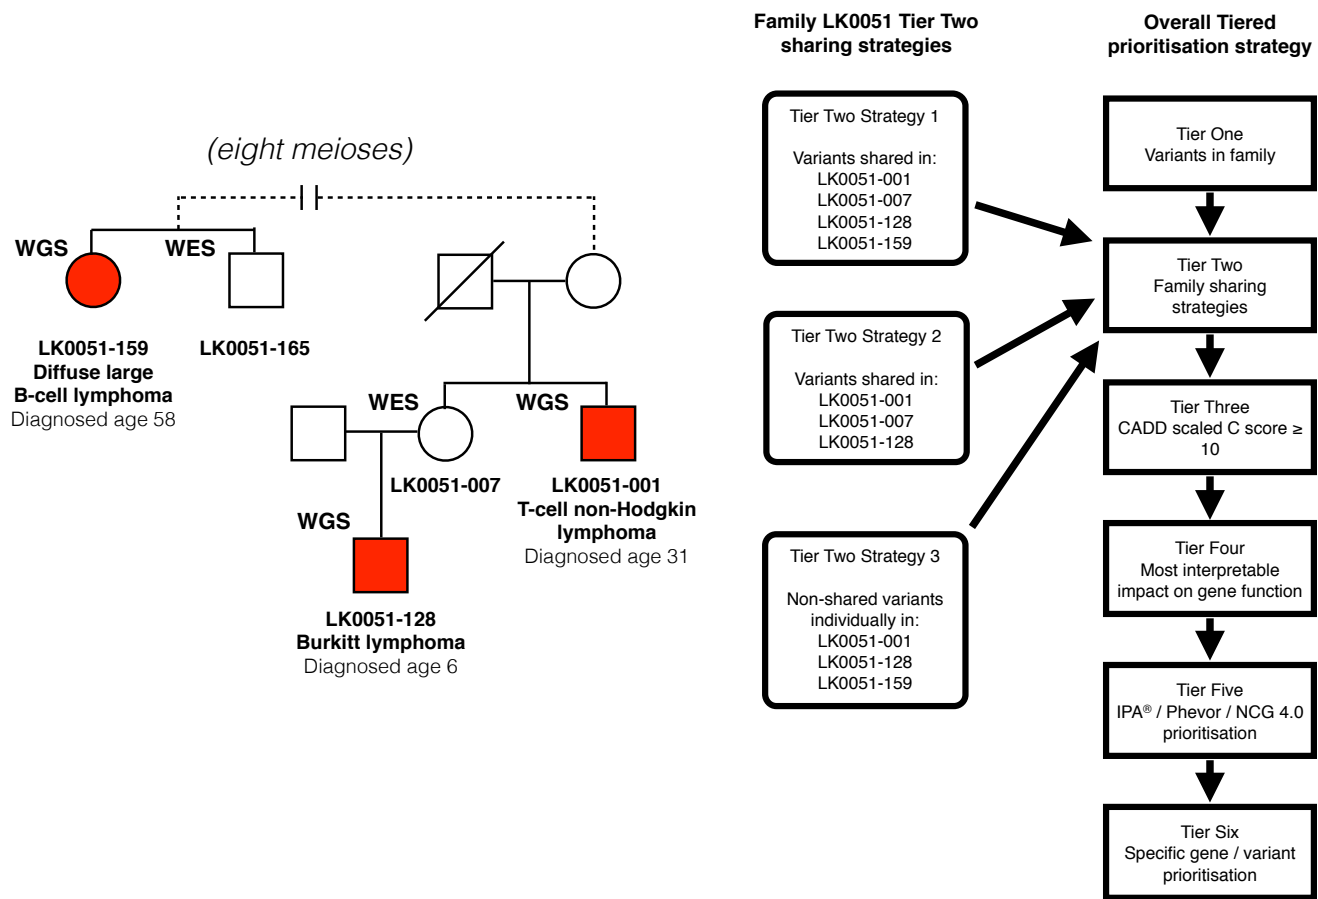 Family LK0051 Tier Two
sharing strategies
Overall Tiered
prioritisation strategy
(eight meioses)
WGS
WES
LK0051-159
Diffuse large
B-cell lymphoma
Diagnosed age 58
LK0051-165
WES
WGS
LK0051-007
LK0051-001
T-cell non-Hodgkin
lymphoma
Diagnosed age 31
WGS
LK0051-128
Burkitt lymphoma
Diagnosed age 6
Tier Two Strategy 1
Variants shared in:
LK0051-001
LK0051-007
LK0051-128
LK0051-159
Tier Two Strategy 2
Variants shared in:
LK0051-001
LK0051-007
LK0051-128
Tier Two Strategy 3
Non-shared variants
individually in:
LK0051-001
LK0051-128
LK0051-159
Tier One
Variants in family
Tier Two
Family sharing
strategies
Tier Three
CADD scaled C score ≥
10
Tier Four
Most interpretable
impact on gene function
Tier Five
IPA® / Phevor / NCG 4.0
prioritisation
Tier Six
Specific gene / variant
prioritisation